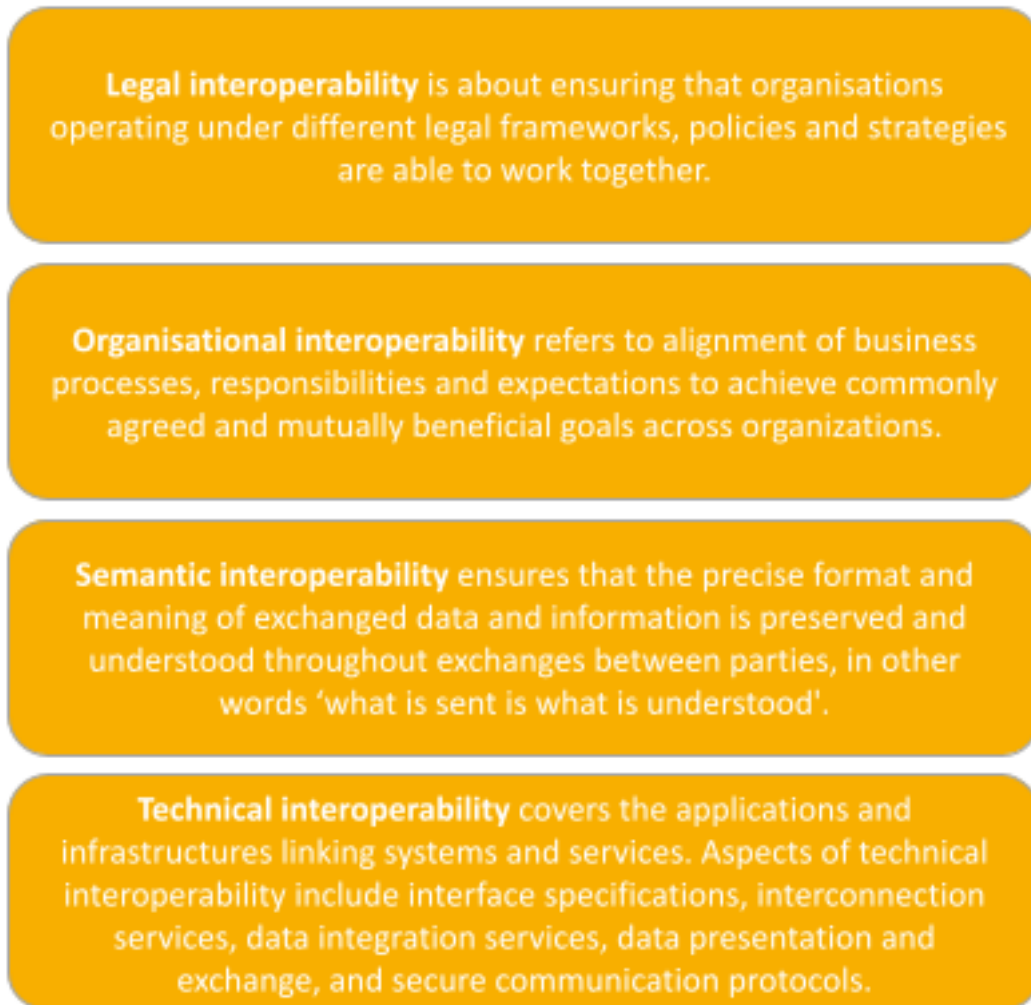 Legal interoperability is about ensuring that organisations
operating under different legal frameworks, policies and strategies
are able to work together.
Organisational interoperability refers to alignment of business
processes, responsibilities and expectations to achieve commonly
agreed and mutually beneficial goals across organizations.
Semantic interoperability ensures that the precise format and
meaning of exchanged data and information is preserved and
understood throughout exchanges between parties, in other
words ‘what is sent is what is understood'.
Technical interoperability covers the applications and
infrastructures linking systems and services. Aspects of technical
interoperability include interface specifications, interconnection
services, data integration services, data presentation and
exchange, and secure communication protocols.